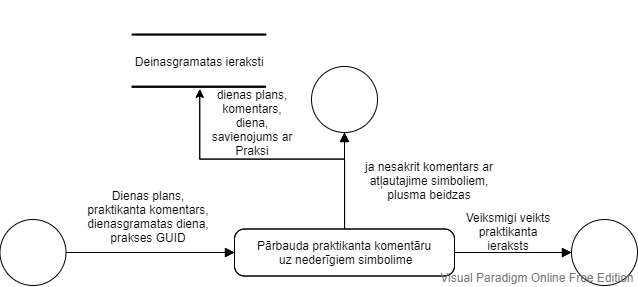 Deinasgramatas ieraksti
dienas plans,
komentars,
diena,
savienojums ar
Praksi
ja nesakrit komentars ar
atļautajime simboliem,
plusma beidzas
Dienas plans,
praktikanta komentars,
dienasgramatas diena,
prakses GUID
Pārbauda praktikanta komentāru
uz nederīgiem simbolime
Veiksmigi veikts
praktikanta
ieraksts
Visual Paradigm Online Free Edition